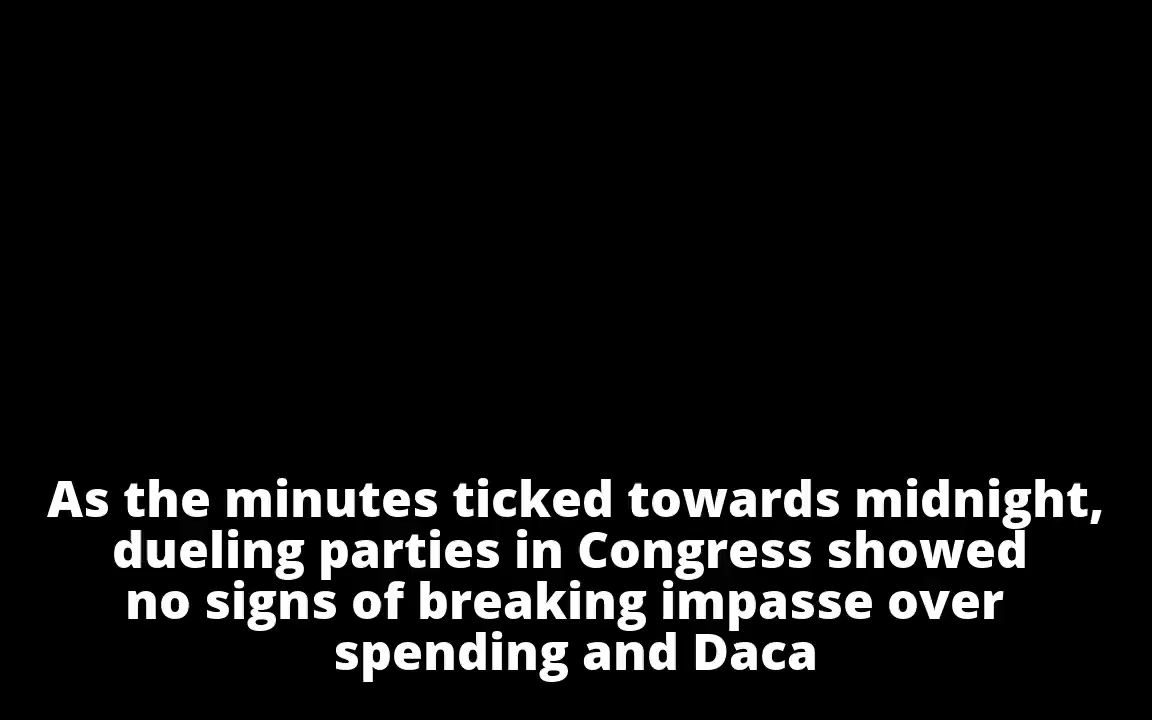 As the minutes ticked towards midnight,
dueling parties in Congress showed
no signs of breaking impasse over
spending and Daca